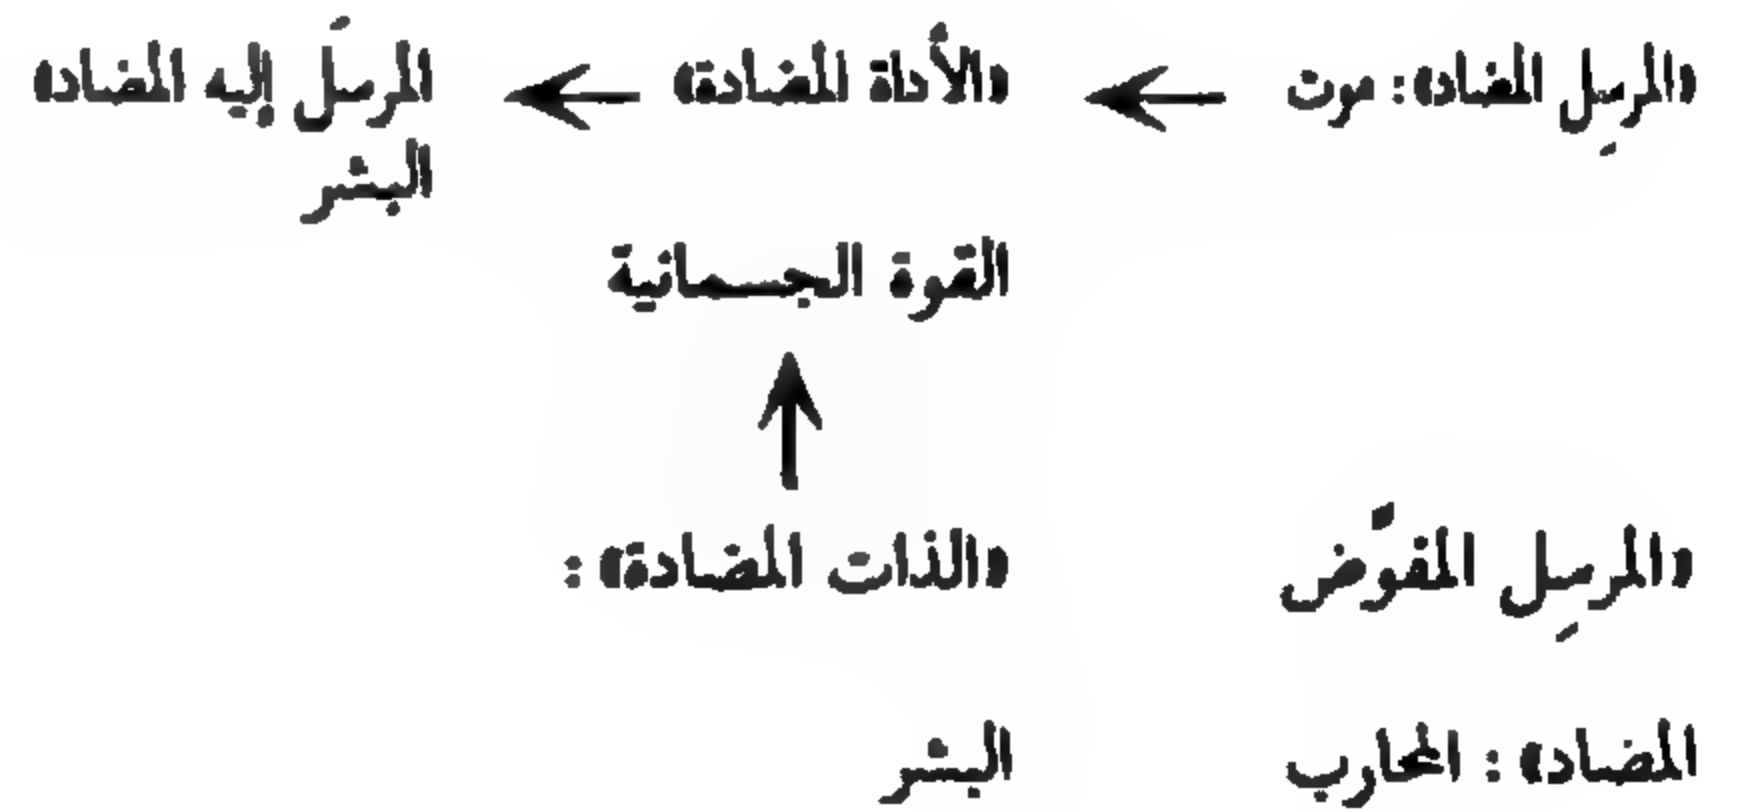 «المرسِل المضاد»: موت
«الأداة المضادة»
المرسَل إليه المضاد»
البشر
القوة الجسمانية
«المرسِل المفوّض
«الذات المضادة»:
المضاد»: المحارب
البشر